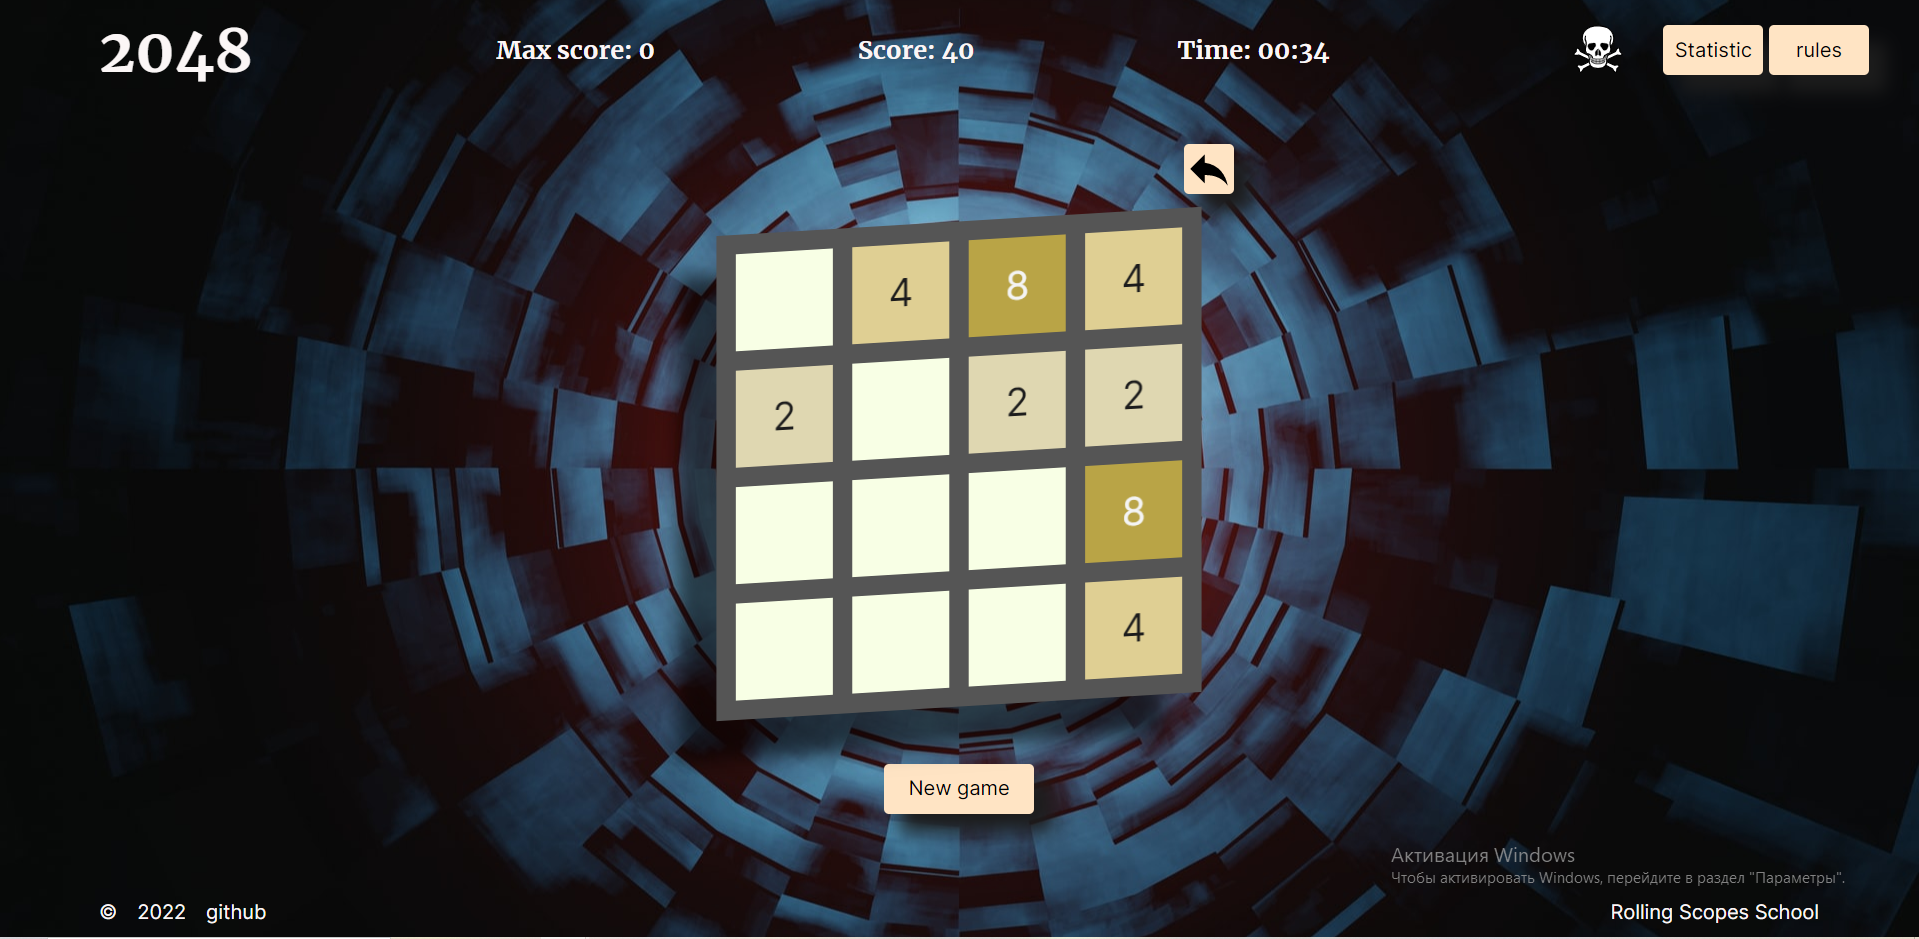 2048
Max score: 0
Score: 40
Time: 00:34
Statistic
rules
4 8 4
2 2 2
8
4
New game
Активация Windows
Чтобы активировать Windows, перейдите в раздел "Параметры".
© 2022 github
Rolling Scopes School